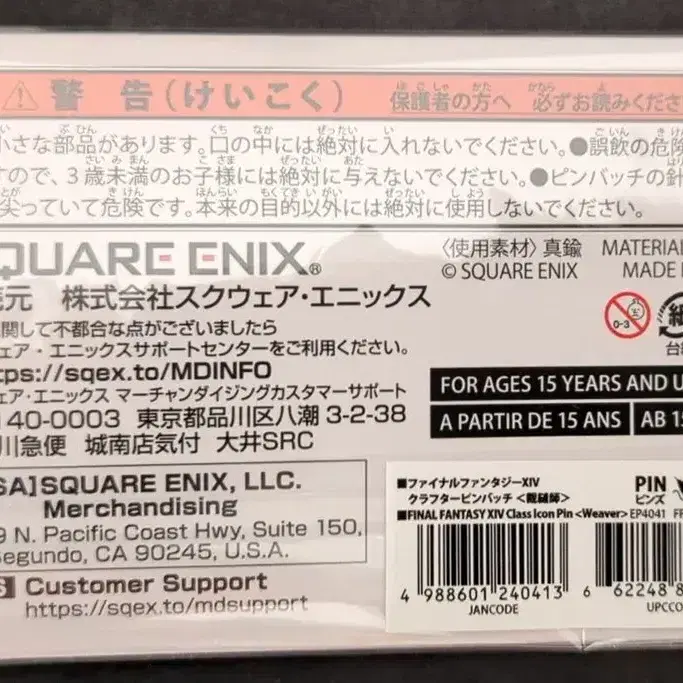 ⚠警 告(けいこく) 保護者の方へ 必ずお読みくださ
小さな部品があります。口の中には絶対に入れないでください。●誤飲の危険
すので、3歳未満のお子様には絶対に与えないでください。●ピンバッチの針
尖っていて危険です。本来の目的以外には絶対に使用しないでください。
QUARE ENIX®
売元 株式会社スクウェア・エニックス
関して不都合な点がございましたら
ェア・エニックスサポートセンターをご利用ください。
tps://sqex.to/MDINFO
ェア・エニックス マーチャンダイジングカスタマーサポート
140-0003 東京都品川区八潮 3-2-38
川急便 城南店気付 大井SRC
SA]SQUARE ENIX, LLC.
Merchandising
9 N. Pacific Coast Hwy, Suite 150,
Segundo, CA 90245, U.S.A.
S Customer Support
https://sqex.to/mdsupport
〈使用素材〉真鍮 MATERIAL
© SQUARE ENIX MADE
0-3
紙
台紙
FOR AGES 15 YEARS AND U
A PARTIR DE 15 ANS AB 15
■ファイナルファンタジーXIV
クラフターピンバッチ<裁縫師>
■FINAL FANTASY XIV Class Icon Pin <Weaver> EP4041
PIN
ピンズ
4 988601 240413
JANCODE
6 62248 8
UPCCO